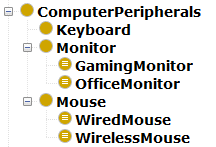 ComputerPeripherals
Keyboard
Monitor
GamingMonitor
OfficeMonitor
Mouse
WiredMouse
WirelessMouse